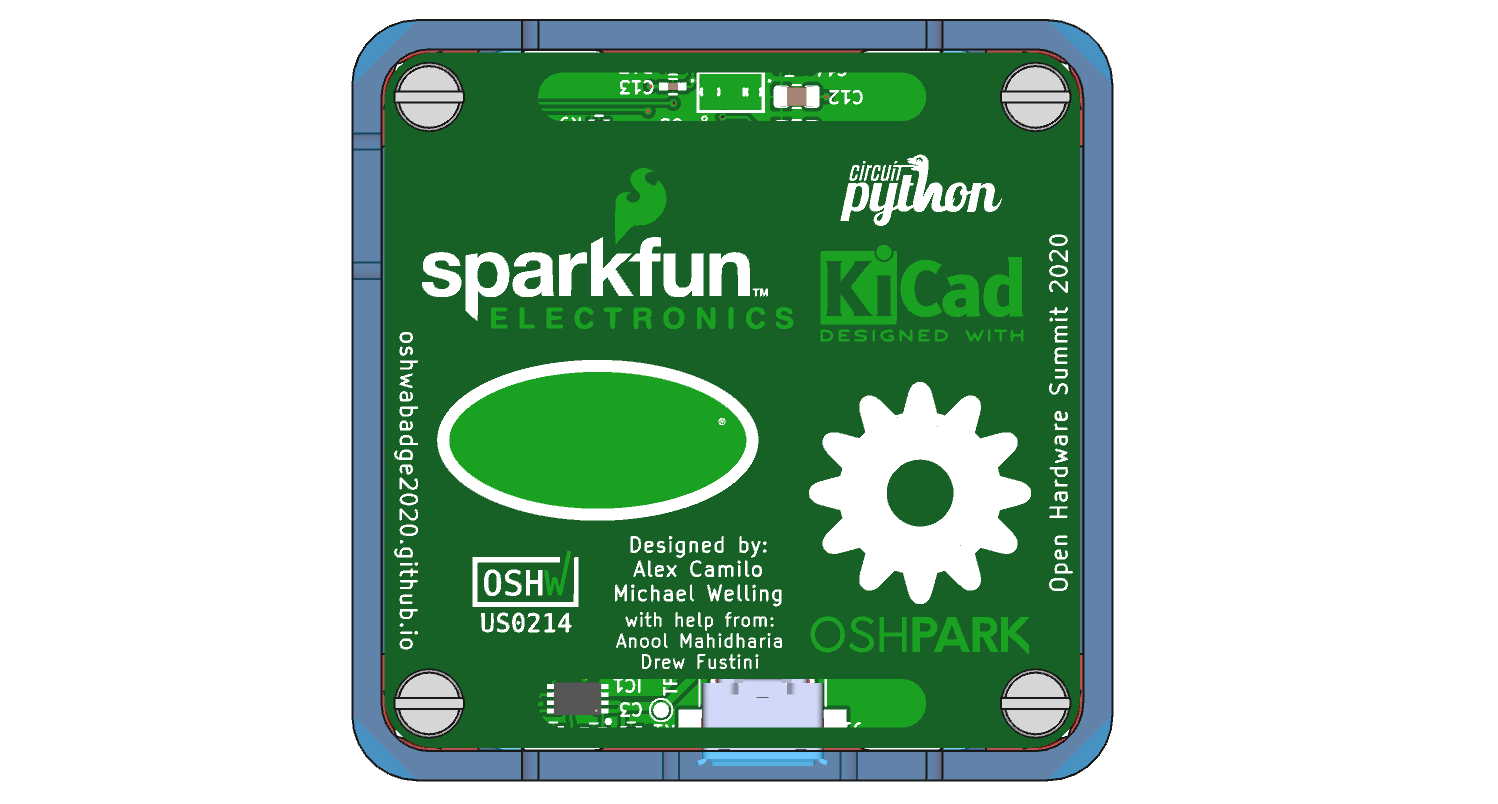 C13
C12
circuit
python
sparkfun™
ELECTRONICS
KiCad
DESIGNED WITH
Open Hardware Summit 2020
oshwabadge2020.github.io
®
Designed by:
Alex Camilo
Michael Welling
with help from:
Anool Mahidharia
Drew Fustini
OSHW
US0214
OSHPARK
IC1
C3